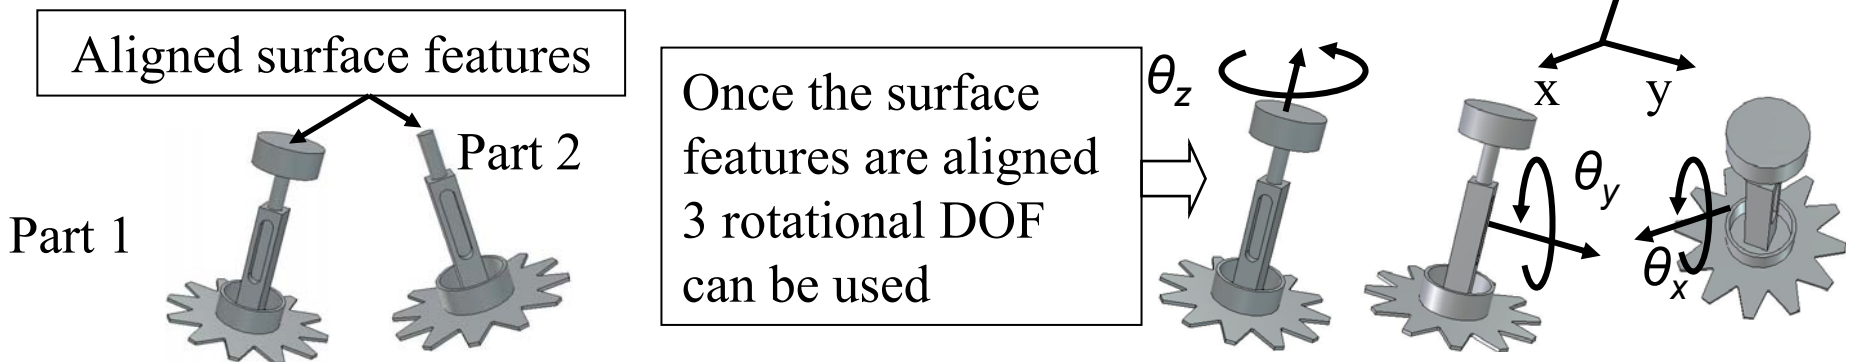 Aligned surface features
Part 1
Part 2
Once the surface
features are aligned
3 rotational DOF
can be used
θz
θy
θx
x
y